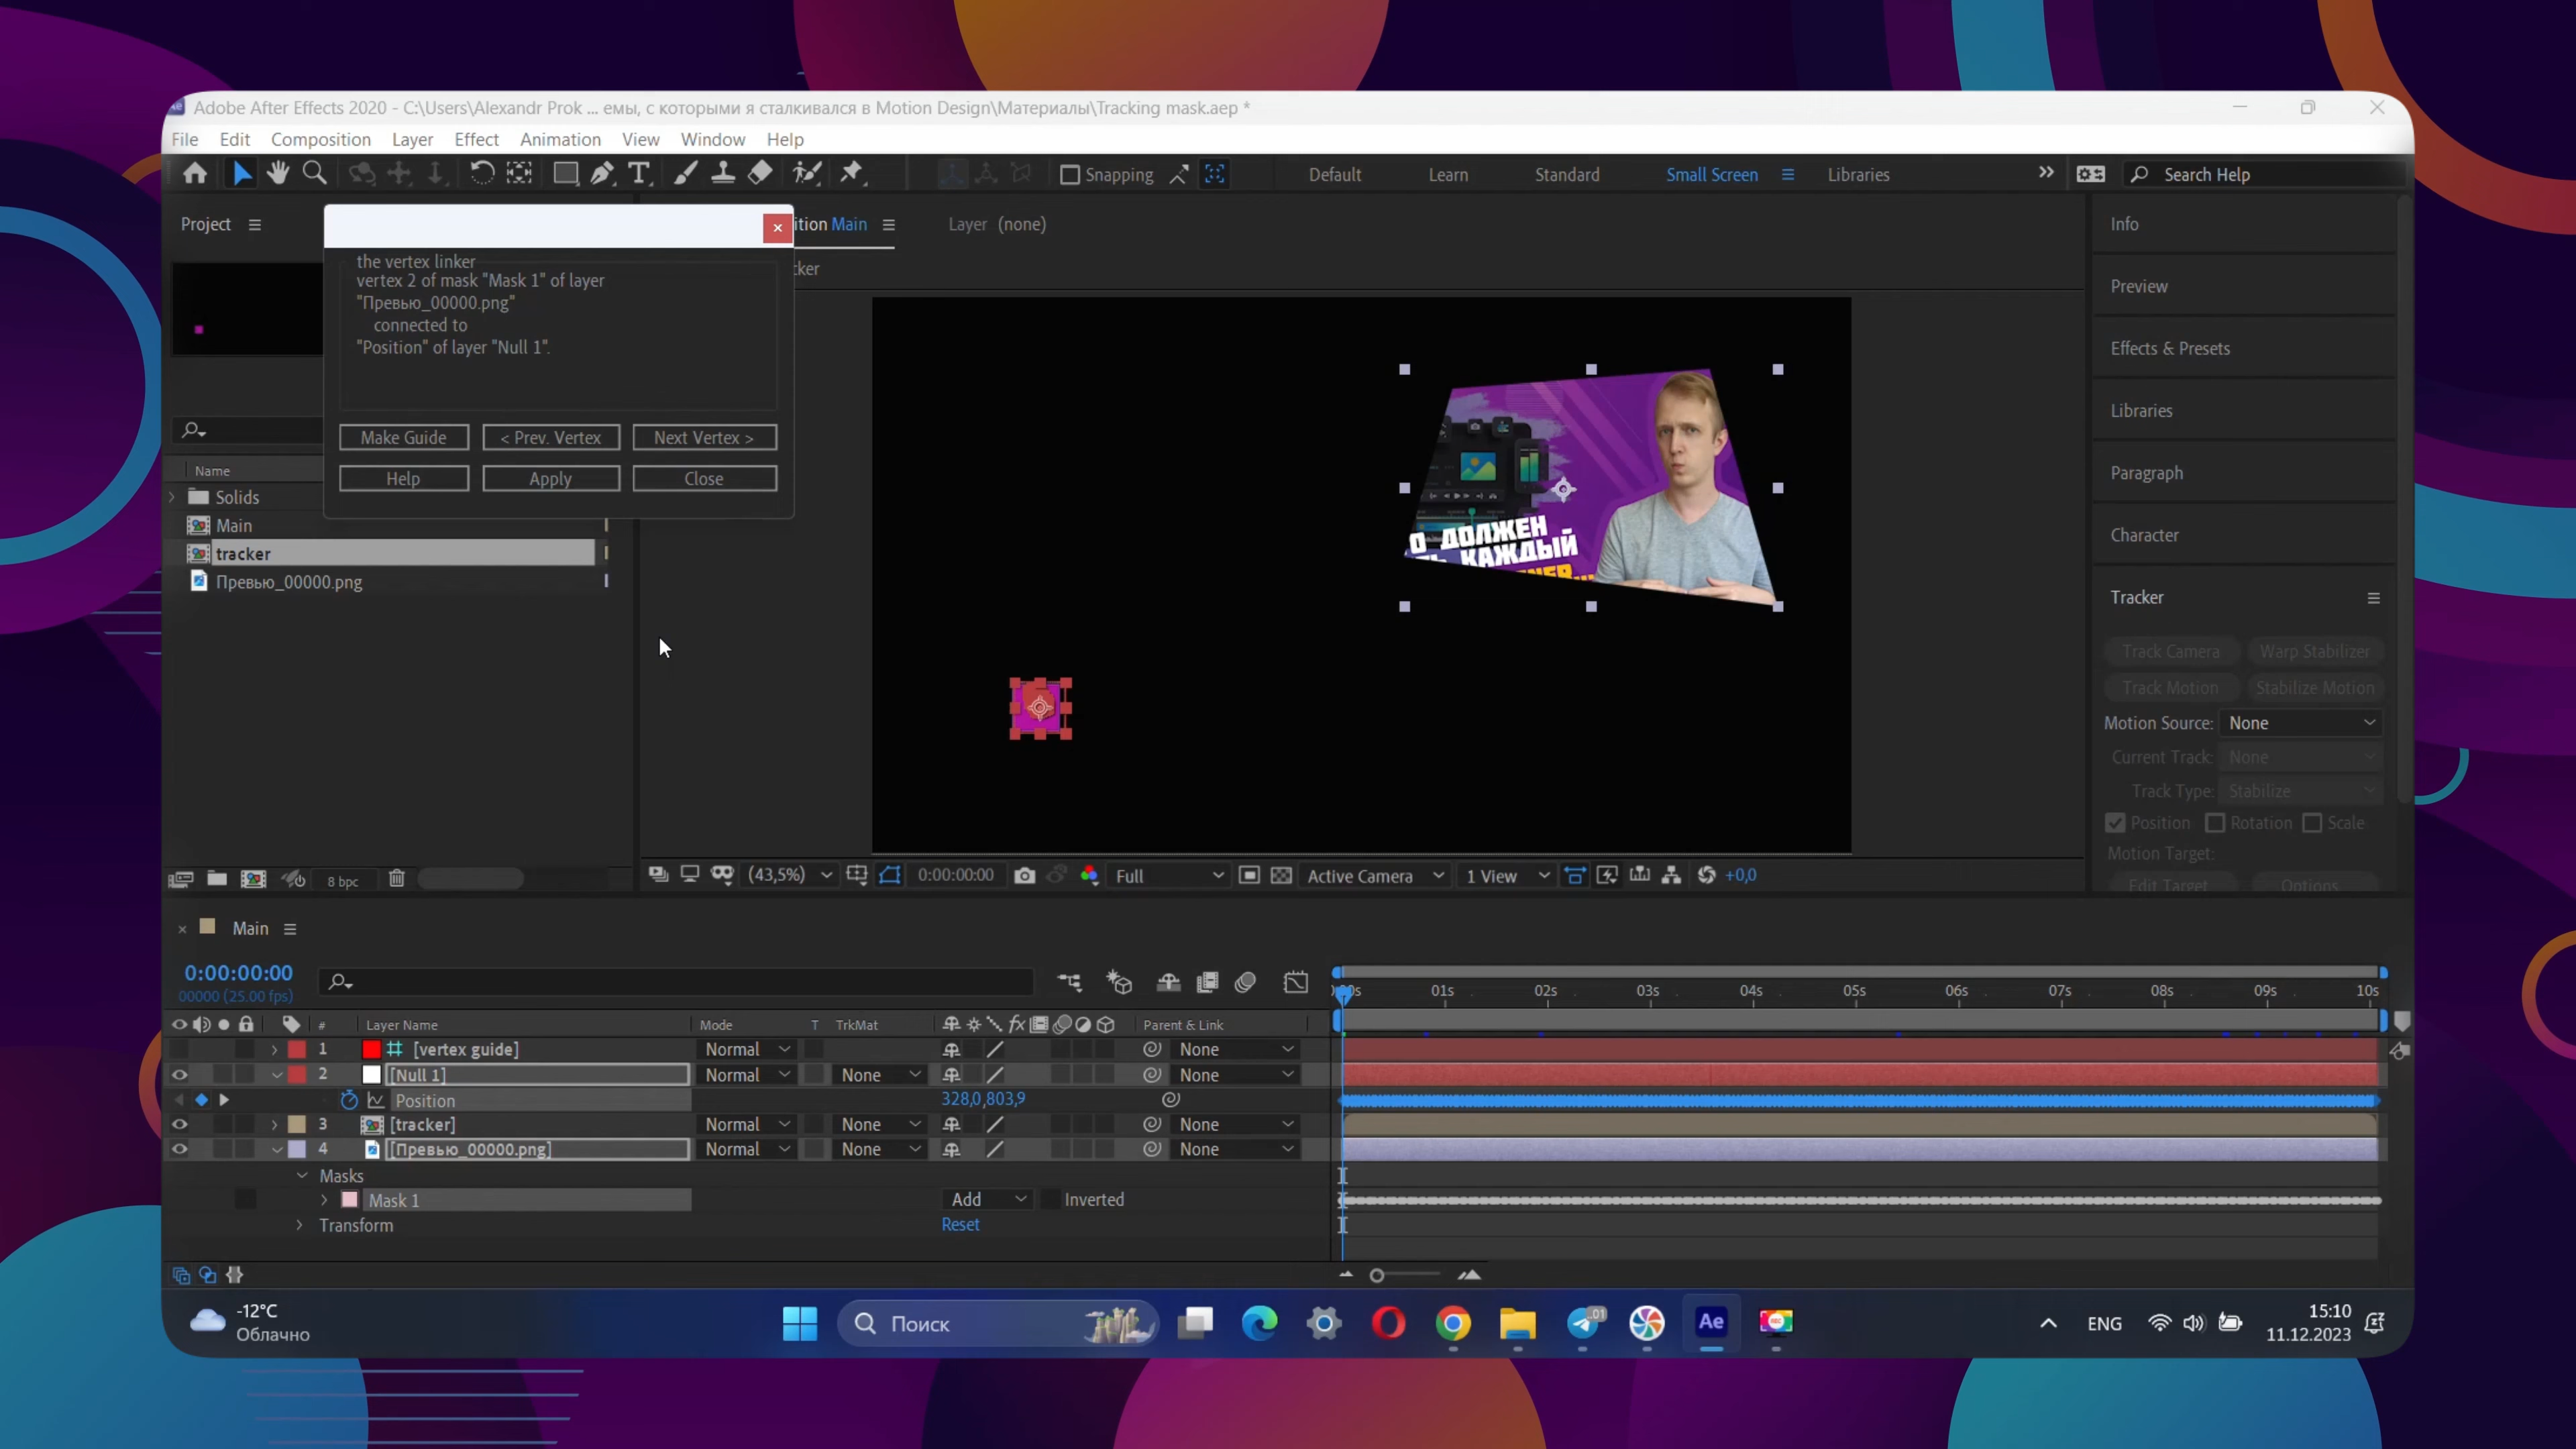 Adobe After Effects 2020 - C:\Users\Alexandr Prok ... емы, с которыми я сталкивался в Motion Design\Материалы\Tracking mask.aep *
File Edit Composition Layer Effect Animation View Window Help
Snapping Default Learn Standard Small Screen Libraries Search Help
Project
ition Main Layer (none)
cker
the vertex linker
vertex 2 of mask "Mask 1" of layer
"Превью_00000.png"
connected to
"Position" of layer "Null 1".
Make Guide < Prev. Vertex Next Vertex >
Help Apply Close
Name
Solids
Main
tracker
Превью_00000.png
О ДОЛЖЕН
ТЬ КАЖДЫЙ
Info
Preview
Effects & Presets
Libraries
Paragraph
Character
Tracker
Track Camera Warp Stabilizer
Track Motion Stabilize Motion
Motion Source: None
Current Track: None
Track Type: Stabilize
Position Rotation Scale
Motion Target:
Edit Target Options
8 bpc
(43,5%) 0:00:00:00 Full Active Camera 1 View +0,0
Main
0:00:00:00
00000 (25.00 fps)
01s 02s 03s 04s 05s 06s 07s 08s 09s 10s
# Layer Name Mode T TrkMat fx Parent & Link
1 [vertex guide] Normal None
2 [Null 1] Normal None None
Position 328,0,803,9
3 [tracker] Normal None None
4 [Превью_00000.png] Normal None None
Masks
Mask 1 Add Inverted
Transform Reset
-12°C
Облачно
Поиск
01
Ae
ENG
15:10
11.12.2023